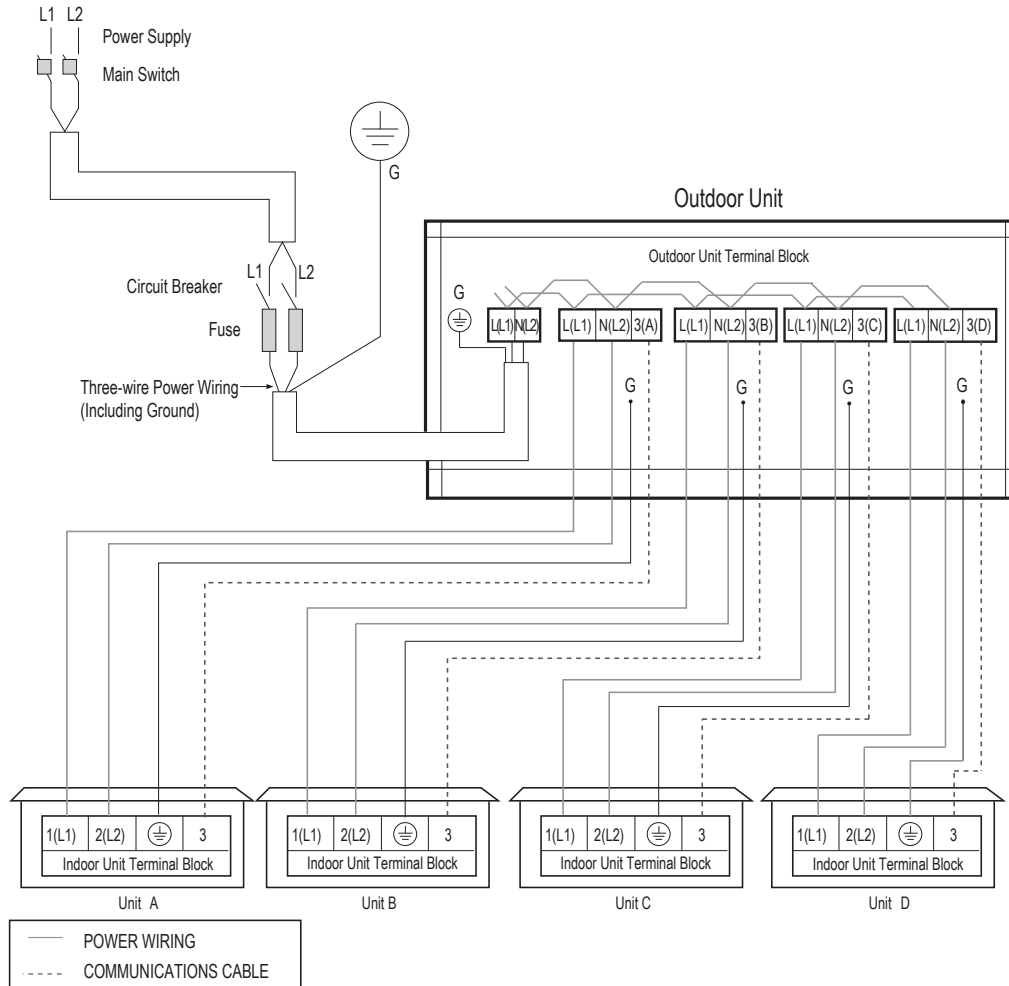 L1 L2
Power Supply
Main Switch
G
Outdoor Unit
Outdoor Unit Terminal Block
L1 L2
Circuit Breaker
Fuse
Three-wire Power Wiring
(Including Ground)
G
L(L1) N(L2) L(L1) N(L2) 3(A) L(L1) N(L2) 3(B) L(L1) N(L2) 3(C) L(L1) N(L2) 3(D)
G G G G
1(L1) 2(L2) 3 1(L1) 2(L2) 3 1(L1) 2(L2) 3 1(L1) 2(L2) 3
Indoor Unit Terminal Block Indoor Unit Terminal Block Indoor Unit Terminal Block Indoor Unit Terminal Block
Unit A Unit B Unit C Unit D
POWER WIRING
COMMUNICATIONS CABLE